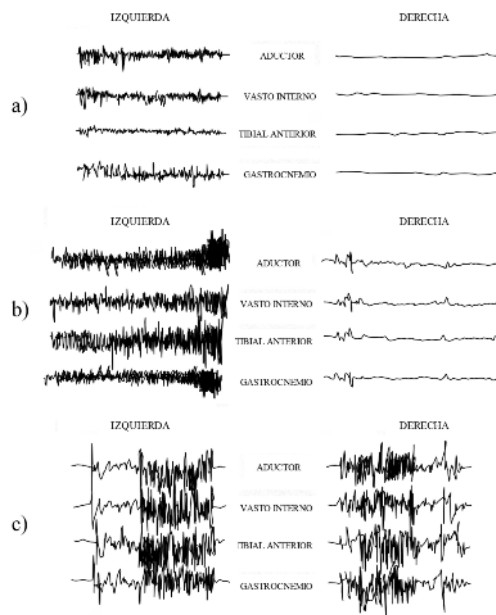 IZQUIERDA DERECHA
a)
ADUCTOR
VASTO INTERNO
TIBIAL ANTERIOR
GASTROCNEMIO
IZQUIERDA DERECHA
b)
ADUCTOR
VASTO INTERNO
TIBIAL ANTERIOR
GASTROCNEMIO
IZQUIERDA DERECHA
c)
ADUCTOR
VASTO INTERNO
TIBIAL ANTERIOR
GASTROCNEMIO